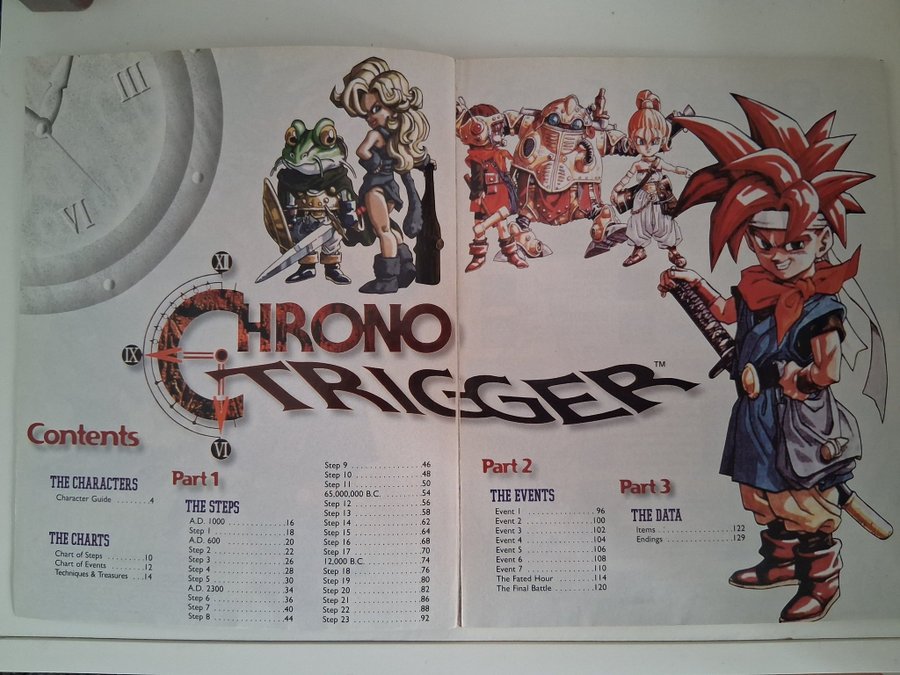 III
VI
XII
CHRONO
IX
TRIGGER™
VI
Contents
THE CHARACTERS
Character Guide ........4
THE CHARTS
Chart of Steps ........10
Chart of Events ........12
Techniques & Treasures ...14
Part 1
THE STEPS
A.D. 1000 ........16
Step 1 ........18
A.D. 600 ........20
Step 2 ........22
Step 3 ........26
Step 4 ........28
Step 5 ........30
A.D. 2300 ........34
Step 6 ........36
Step 7 ........40
Step 8 ........44
Step 9 ........46
Step 10 ........48
Step 11 ........50
65,000,000 B.C. ........54
Step 12 ........56
Step 13 ........58
Step 14 ........62
Step 15 ........64
Step 16 ........68
Step 17 ........70
12,000 B.C. ........74
Step 18 ........76
Step 19 ........80
Step 20 ........82
Step 21 ........86
Step 22 ........88
Step 23 ........92
Part 2
THE EVENTS
Event 1 ........96
Event 2 ........100
Event 3 ........102
Event 4 ........104
Event 5 ........106
Event 6 ........108
Event 7 ........110
The Fated Hour ........114
The Final Battle ........120
Part 3
THE DATA
Items ........122
Endings ........129